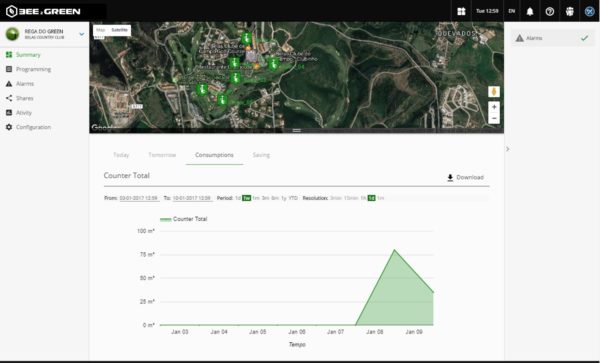 BEE.GREEN
Tue 12:59
EN
REGA DO GREEN
BELAS COUNTRY CLUB
Summary
Programming
Alarms
Shares
Ativity
Configuration
Map
Satellite
QUEVADOS
Belas Clube de
Google
Alarms
Today
Tomorrow
Consumptions
Saving
Counter Total
Download
From: 03-01-2017 12:59 To: 10-01-2017 12:59 Period: 1d 1w 1m 3m 6m 1y YTD Resolution: 3min 15min 1h 1d 1m
Counter Total
100 m³
75 m³
50 m³
25 m³
0 m³
Jan 03 Jan 04 Jan 05 Jan 06 Jan 07 Jan 08 Jan 09
Tempo